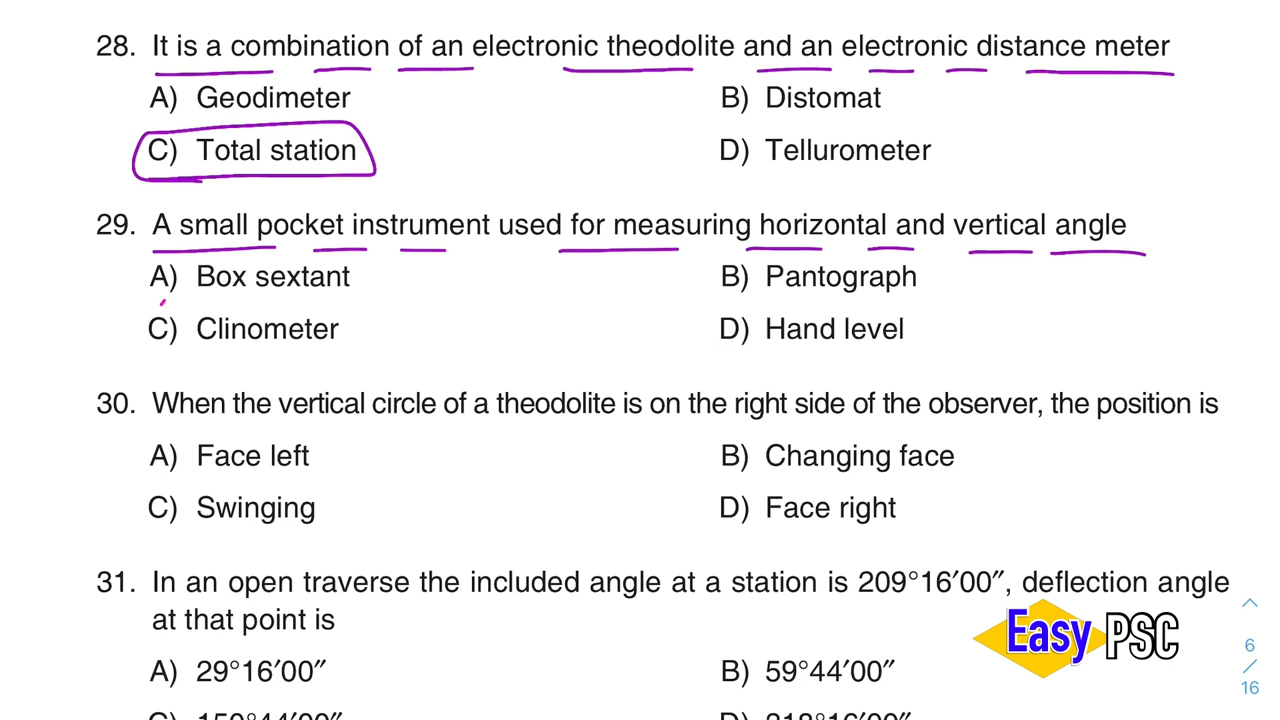 28. It is a combination of an electronic theodolite and an electronic distance meter
A) Geodimeter B) Distomat
C) Total station D) Tellurometer
29. A small pocket instrument used for measuring horizontal and vertical angle
A) Box sextant B) Pantograph
C) Clinometer D) Hand level
30. When the vertical circle of a theodolite is on the right side of the observer, the position is
A) Face left B) Changing face
C) Swinging D) Face right
31. In an open traverse the included angle at a station is 209°16′00″, deflection angle
at that point is
Easy PSC
6
/
16
A) 29°16′00″ B) 59°44′00″